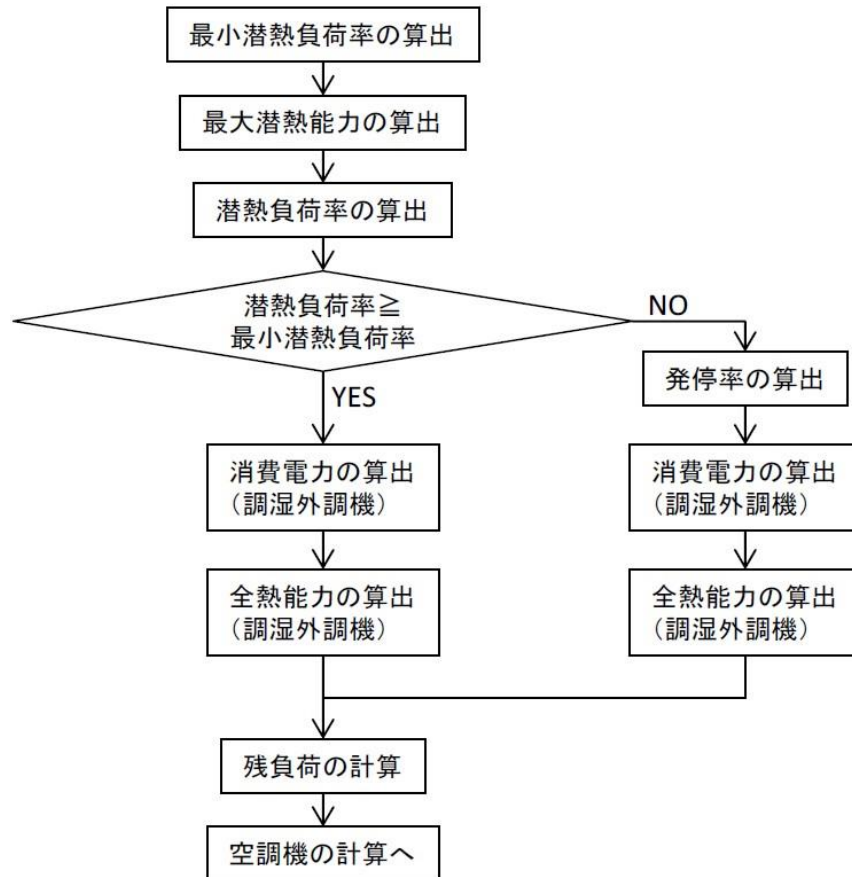 最小潜熱負荷率の算出
最大潜熱能力の算出
潜熱負荷率の算出
潜熱負荷率≧
最小潜熱負荷率
NO
発停率の算出
YES
消費電力の算出
（調湿外調機）
消費電力の算出
（調湿外調機）
全熱能力の算出
（調湿外調機）
全熱能力の算出
（調湿外調機）
残負荷の計算
空調機の計算へ